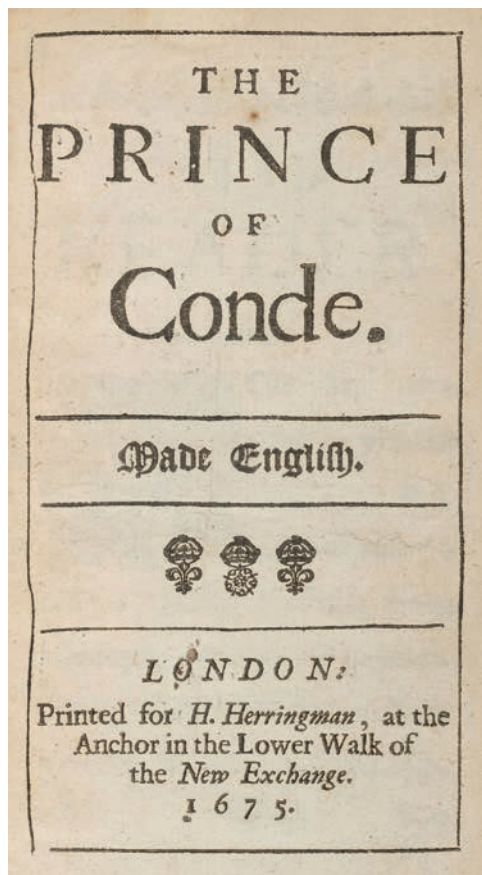 THE
PRINCE
OF
Conde.
Made Engliſh.
LONDON:
Printed for H. Herringman, at the
Anchor in the Lower Walk of
the New Exchange.
1675.